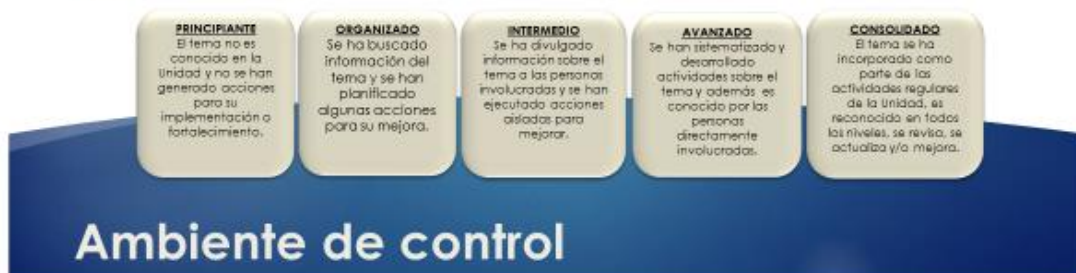 PRINCIPIANTE
El tema no es
conocido en la
Unidad y no se han
generado acciones
para su
implementación o
fortalecimiento.
ORGANIZADO
Se ha buscado
información del
tema y se han
planificado
algunas acciones
para su mejora.
INTERMEDIO
Se ha divulgado
información sobre el
tema a las personas
involucradas y se han
ejecutado acciones
aisladas para
mejorar.
AVANZADO
Se han sistematizado y
desarrollado
actividades sobre el
tema y además es
conocido por las
personas
directamente
involucradas.
CONSOLIDADO
El tema se ha
incorporado como
parte de las
actividades regulares
de la Unidad, es
reconocido en todos
los niveles, se revisa, se
actualiza y/o mejora.
Ambiente de control